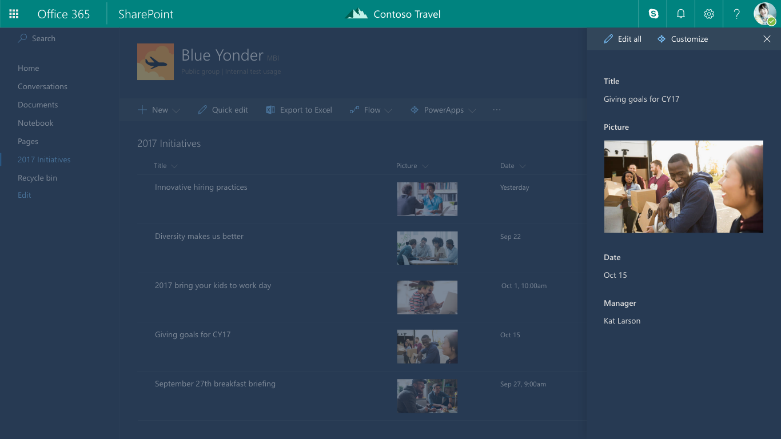 Office 365
SharePoint
Contoso Travel
Search
Home
Conversations
Documents
Notebook
Pages
2017 Initiatives
Recycle bin
Edit
Blue Yonder
Public group
New
Quick edit
Export to Excel
Flow
PowerApps
2017 Initiatives
Title
Picture
Date
Innovative hiring practices
Yesterday
Diversity makes us better
Sep 22
2017 bring your kids to work day
Oct 1, 10:00am
Giving goals for CY17
Oct 15
September 27th breakfast briefing
Sep 27, 9:00am
Edit all
Customize
Title
Giving goals for CY17
Picture
Date
Oct 15
Manager
Kat Larson